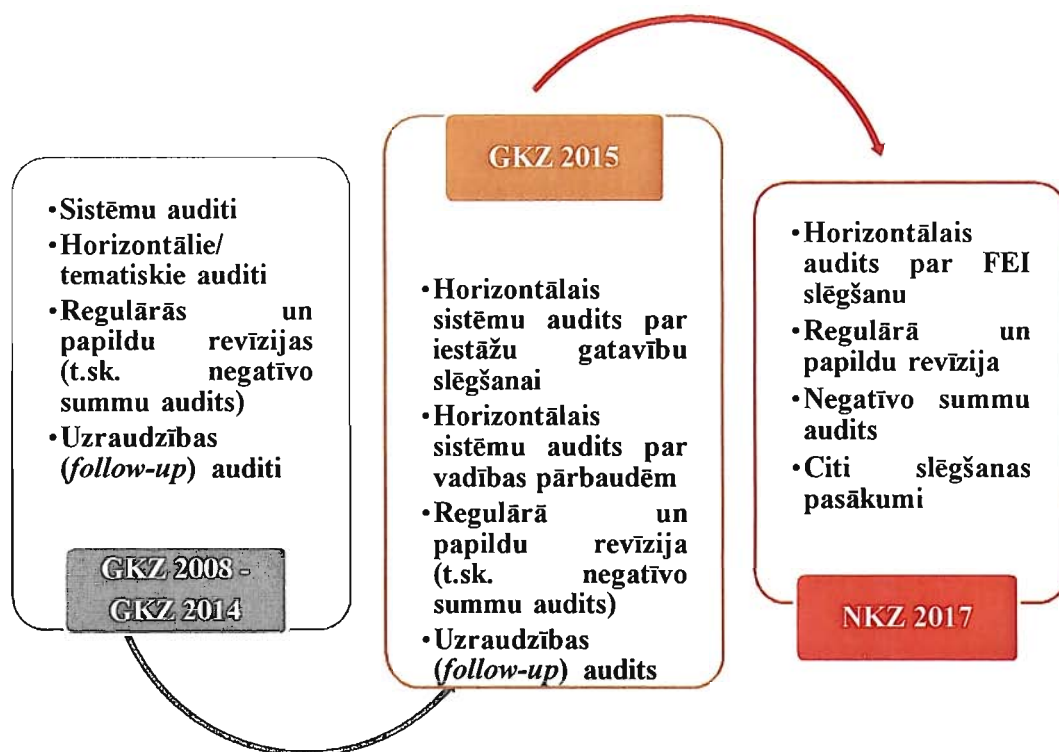 •Sistēmu auditi
•Horizontālie/
tematiskie auditi
•Regulārās un
papildu revīzijas
(t.sk. negatīvo
summu audits)
•Uzraudzības
(follow-up) auditi
GKZ 2008 -
GKZ 2014
GKZ 2015
•Horizontālais
sistēmu audits par
iestāžu gatavību
slēgšanai
•Horizontālais
sistēmu audits par
vadības pārbaudēm
•Regulārā un
papildu revīzija
(t.sk. negatīvo
summu audits)
•Uzraudzības
(follow-up) audits
•Horizontālais
audits par FEI
slēgšanu
•Regulārā un
papildu revīzija
•Negatīvo summu
audits
•Citi slēgšanas
pasākumi
NKZ 2017